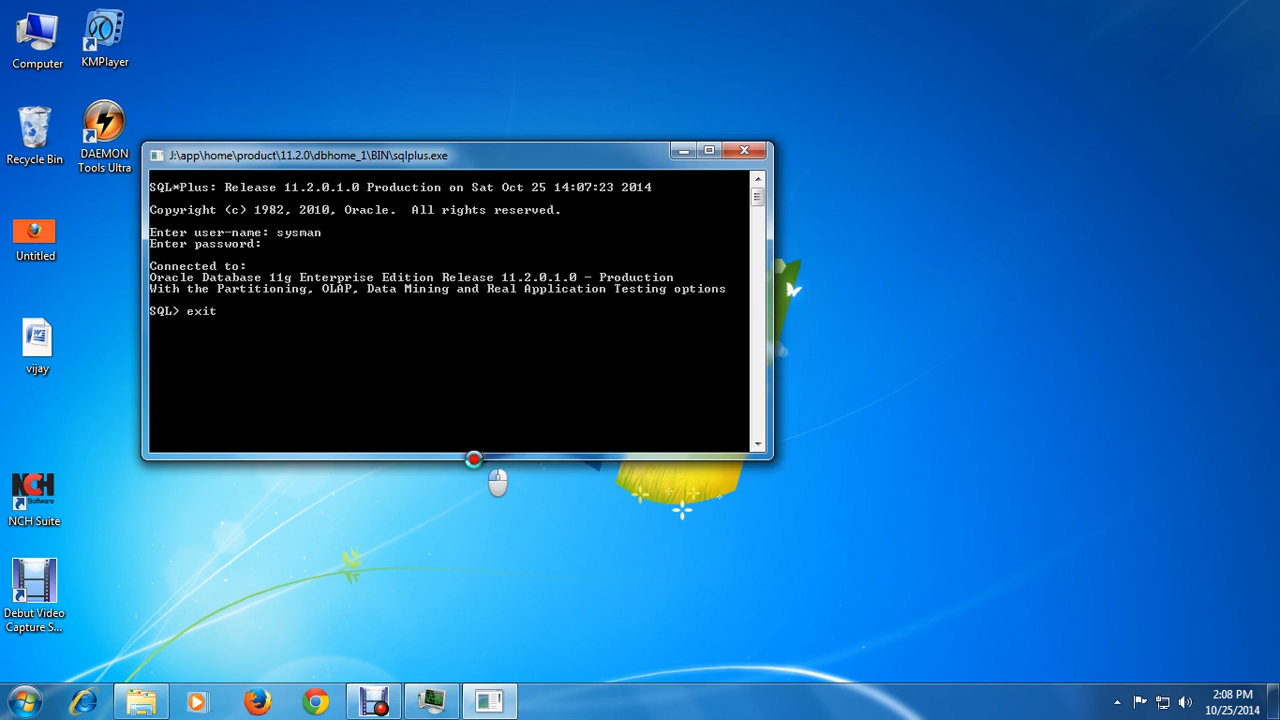 Computer
KMPlayer
Recycle Bin
DAEMON
Tools Ultra
Untitled
vijay
NCH
Software
NCH Suite
Debut Video
Capture S...
J:\app\home\product\11.2.0\dbhome_1\BIN\sqlplus.exe
SQL*Plus: Release 11.2.0.1.0 Production on Sat Oct 25 14:07:23 2014
Copyright (c) 1982, 2010, Oracle.  All rights reserved.
Enter user-name: sysman
Enter password:
Connected to:
Oracle Database 11g Enterprise Edition Release 11.2.0.1.0 - Production
With the Partitioning, OLAP, Data Mining and Real Application Testing options
SQL> exit
2:08 PM
10/25/2014